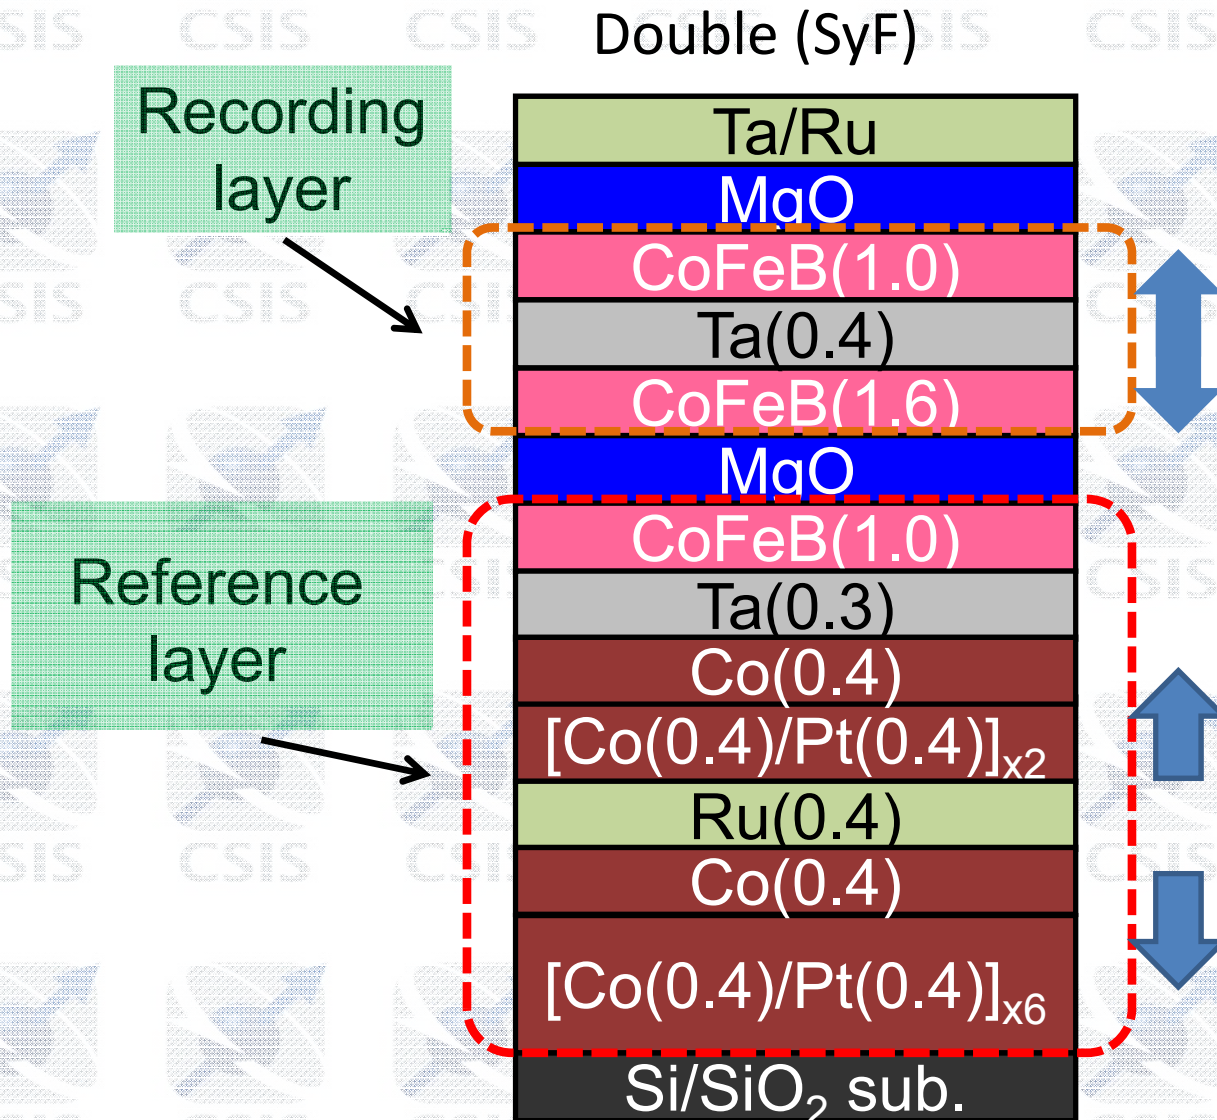 Double (SyF)
Recording
layer
Ta/Ru
MgO
CoFeB(1.0)
Ta(0.4)
CoFeB(1.6)
MgO
Reference
layer
CoFeB(1.0)
Ta(0.3)
Co(0.4)
[Co(0.4)/Pt(0.4)]x2
Ru(0.4)
Co(0.4)
[Co(0.4)/Pt(0.4)]x6
Si/SiO2 sub.
CSIS